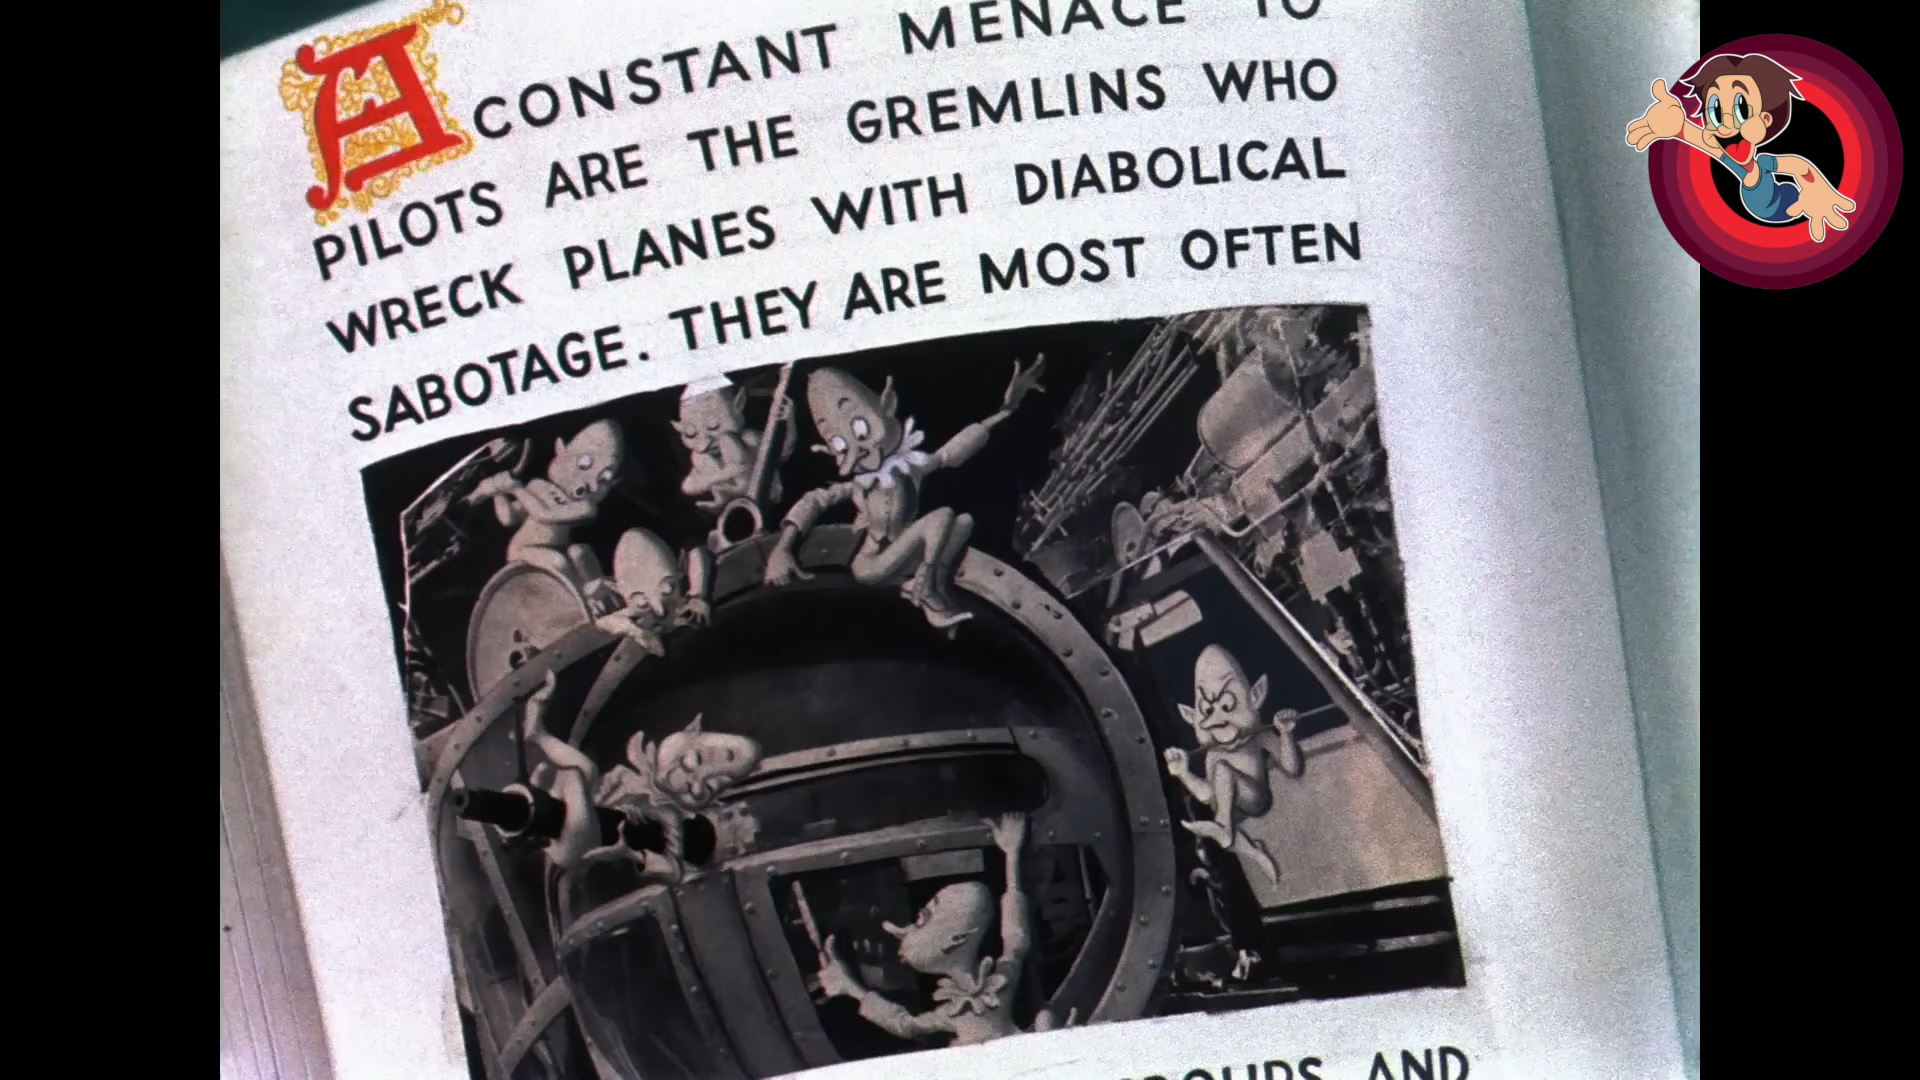 A CONSTANT MENACE TO
PILOTS ARE THE GREMLINS WHO
WRECK PLANES WITH DIABOLICAL
SABOTAGE. THEY ARE MOST OFTEN
AND